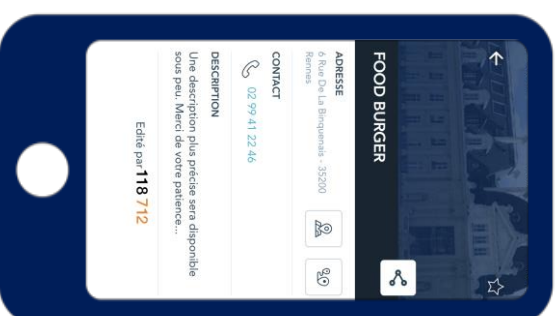 FOOD BURGER
ADRESSE
6 Rue De La Binquenais - 35200
Rennes
CONTACT
02 99 41 22 46
DESCRIPTION
Une description plus précise sera disponible
sous peu. Merci de votre patience...
Edité par 118 712